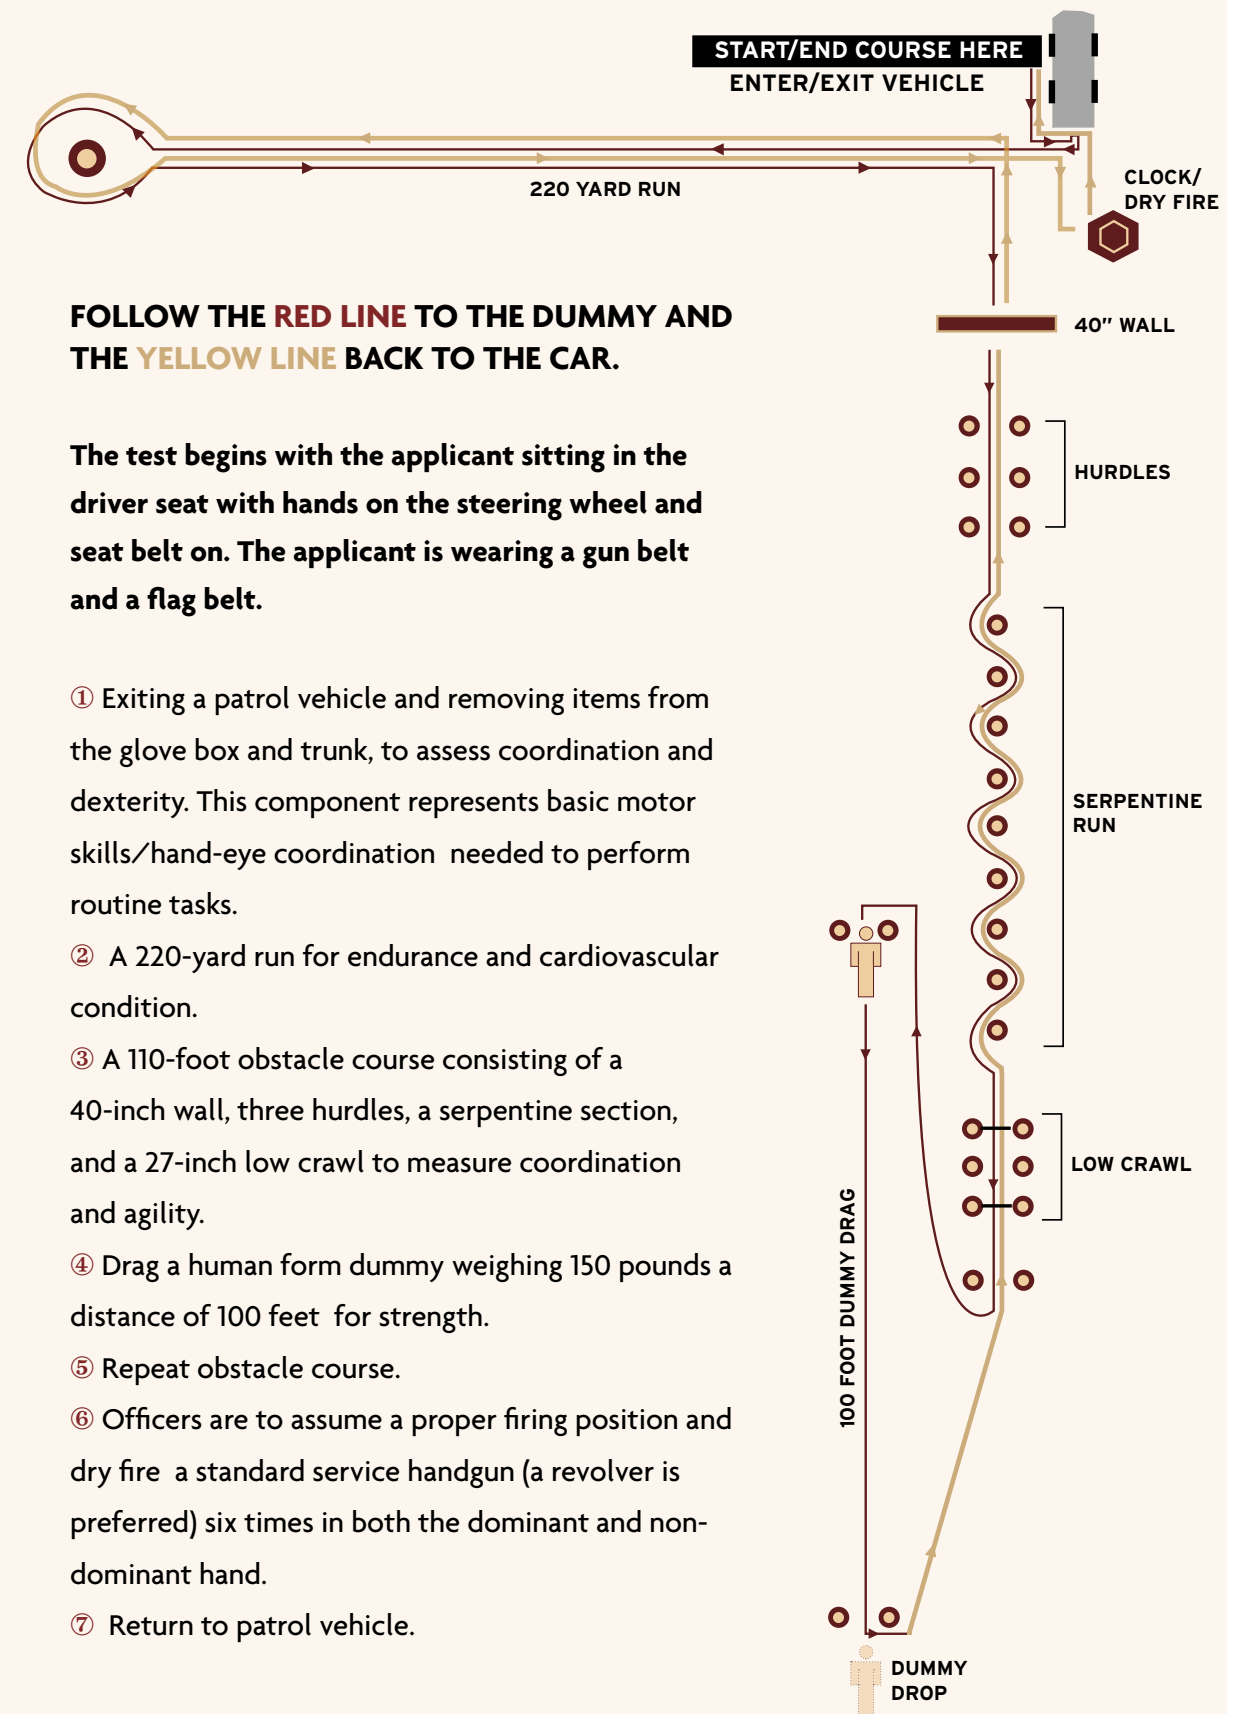 START/END COURSE HERE
ENTER/EXIT VEHICLE
CLOCK/
DRY FIRE
220 YARD RUN
FOLLOW THE RED LINE TO THE DUMMY AND
THE YELLOW LINE BACK TO THE CAR.
40″ WALL
The test begins with the applicant sitting in the
driver seat with hands on the steering wheel and
seat belt on. The applicant is wearing a gun belt
and a flag belt.
HURDLES
① Exiting a patrol vehicle and removing items from
the glove box and trunk, to assess coordination and
dexterity. This component represents basic motor
skills/hand-eye coordination  needed to perform
routine tasks.
②  A 220-yard run for endurance and cardiovascular
condition.
③ A 110-foot obstacle course consisting of a
40-inch wall, three hurdles, a serpentine section,
and a 27-inch low crawl to measure coordination
and agility.
④ Drag a human form dummy weighing 150 pounds a
distance of 100 feet  for strength.
⑤ Repeat obstacle course.
⑥ Officers are to assume a proper firing position and
dry fire  a standard service handgun (a revolver is
preferred) six times in both the dominant and non-
dominant hand.
⑦  Return to patrol vehicle.
SERPENTINE
RUN
LOW CRAWL
100 FOOT DUMMY DRAG
DUMMY
DROP